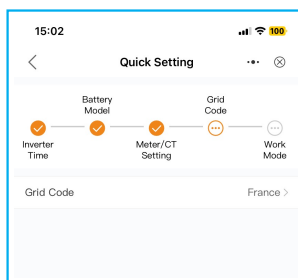 15:02
100
Quick Setting
Battery
Model
Grid
Code
Inverter
Time
Meter/CT
Setting
Work
Mode
Grid Code
France